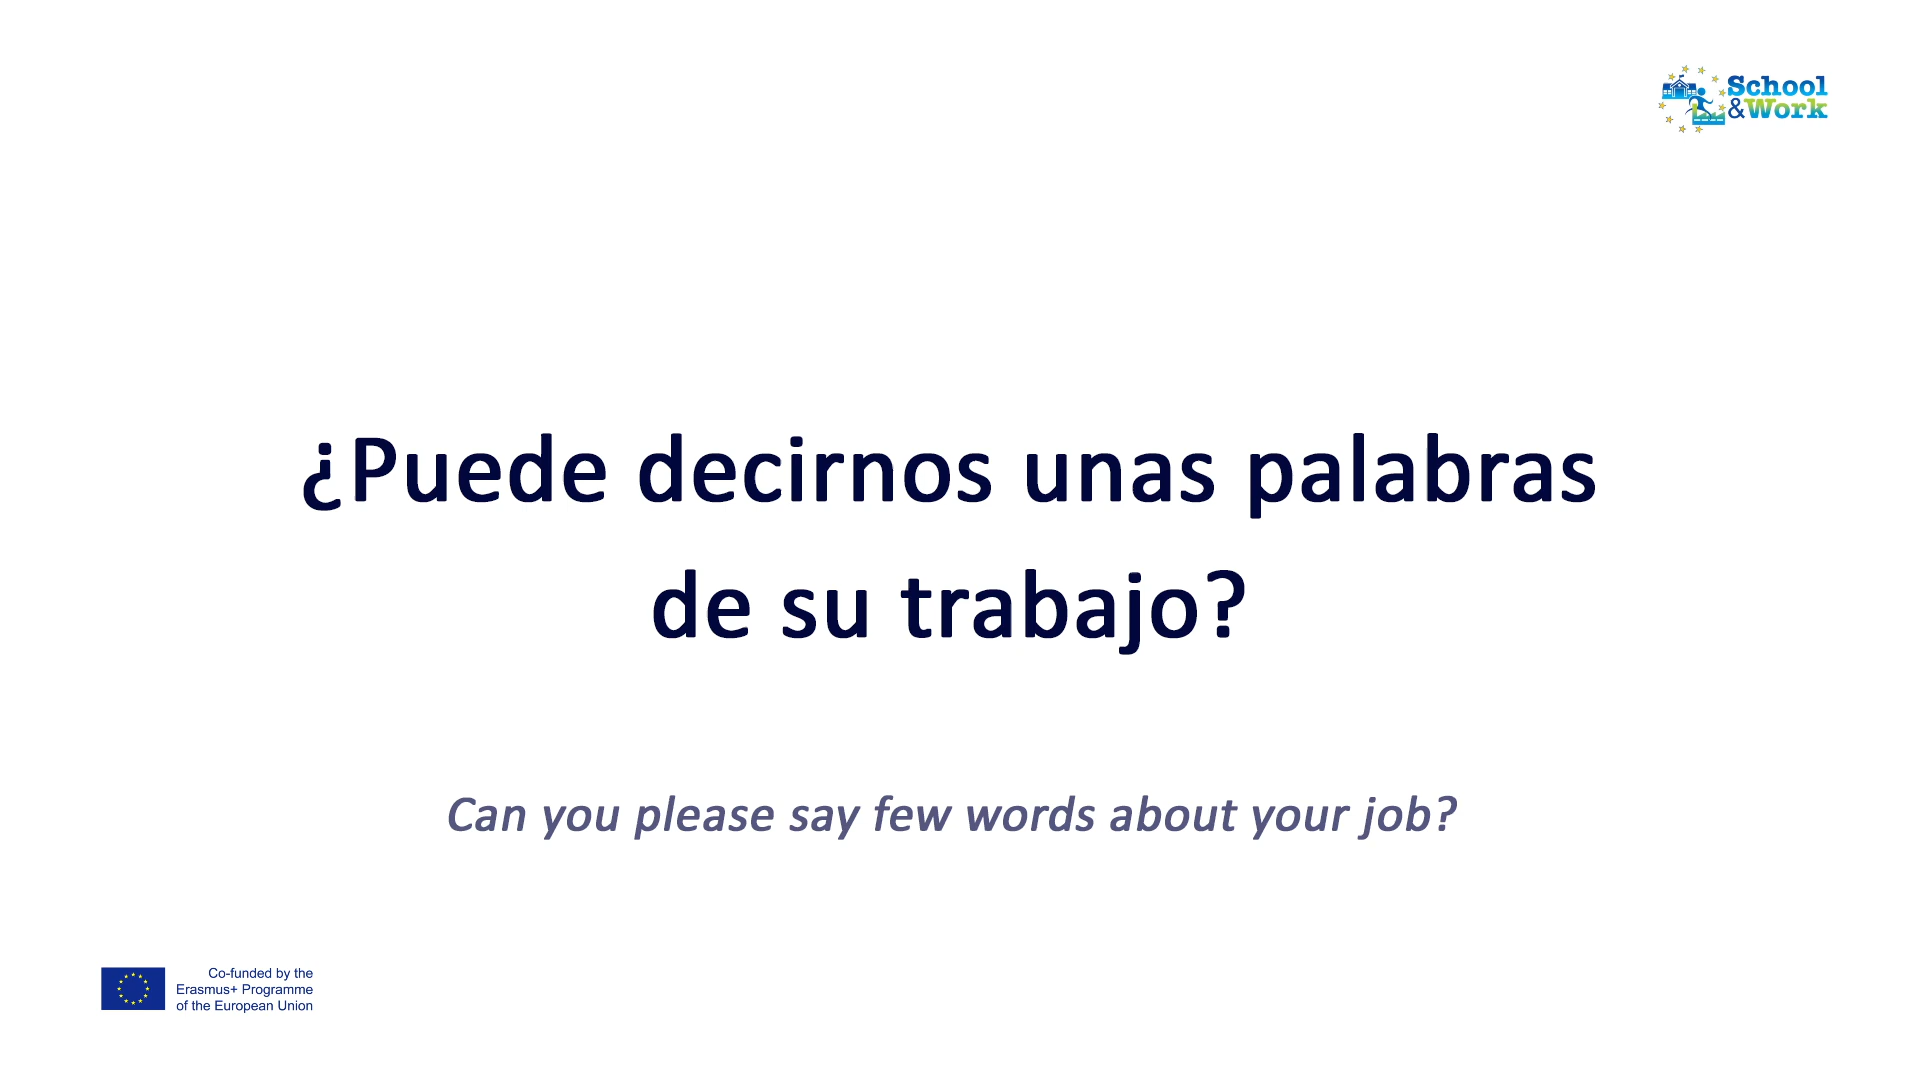 School
&Work
¿Puede decirnos unas palabras
de su trabajo?
Can you please say few words about your job?
Co-funded by the
Erasmus+ Programme
of the European Union